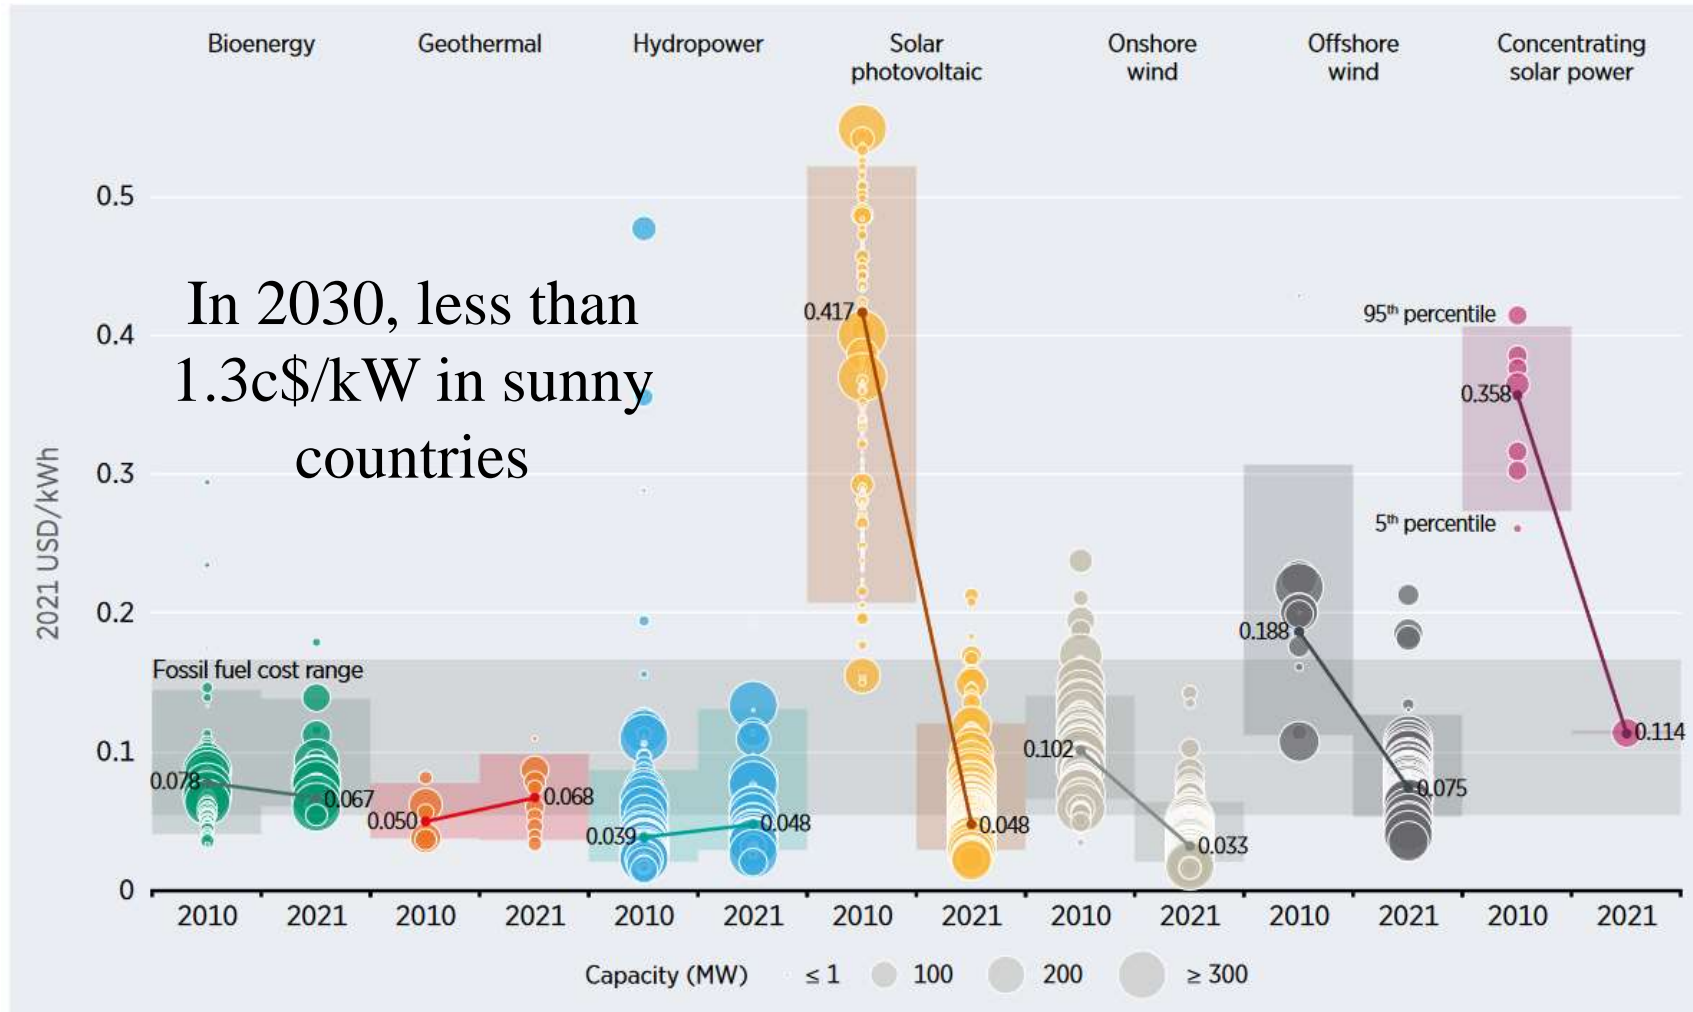 Bioenergy
Geothermal
Hydropower
Solar
photovoltaic
Onshore
wind
Offshore
wind
Concentrating
solar power
2021 USD/kWh
0.5
0.4
0.3
0.2
0.1
0
In 2030, less than
1.3c$/kW in sunny
countries
Fossil fuel cost range
95th percentile
5th percentile
0.078
0.067
0.050
0.068
0.039
0.048
0.417
0.048
0.102
0.033
0.188
0.075
0.358
0.114
2010 2021 2010 2021 2010 2021 2010 2021 2010 2021 2010 2021 2010 2021
Capacity (MW) ≤ 1 100 200 ≥ 300